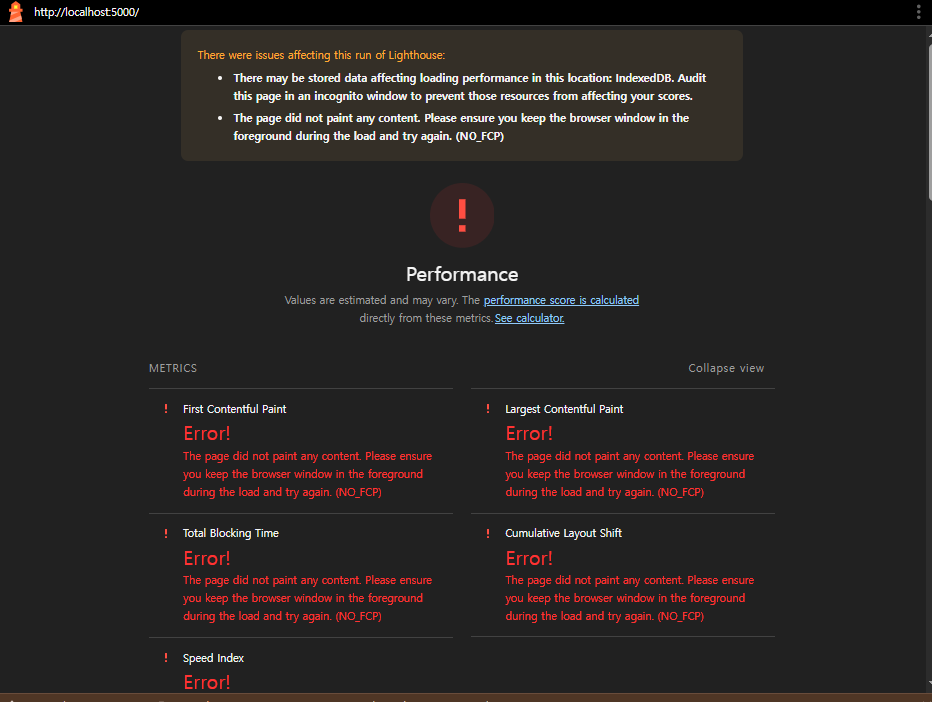 http://localhost:5000/
There were issues affecting this run of Lighthouse:
• There may be stored data affecting loading performance in this location: IndexedDB. Audit
this page in an incognito window to prevent those resources from affecting your scores.
• The page did not paint any content. Please ensure you keep the browser window in the
foreground during the load and try again. (NO_FCP)
!
Performance
Values are estimated and may vary. The performance score is calculated
directly from these metrics. See calculator.
METRICS
Collapse view
! First Contentful Paint
Error!
The page did not paint any content. Please ensure
you keep the browser window in the foreground
during the load and try again. (NO_FCP)
! Largest Contentful Paint
Error!
The page did not paint any content. Please ensure
you keep the browser window in the foreground
during the load and try again. (NO_FCP)
! Total Blocking Time
Error!
The page did not paint any content. Please ensure
you keep the browser window in the foreground
during the load and try again. (NO_FCP)
! Cumulative Layout Shift
Error!
The page did not paint any content. Please ensure
you keep the browser window in the foreground
during the load and try again. (NO_FCP)
! Speed Index
Error!